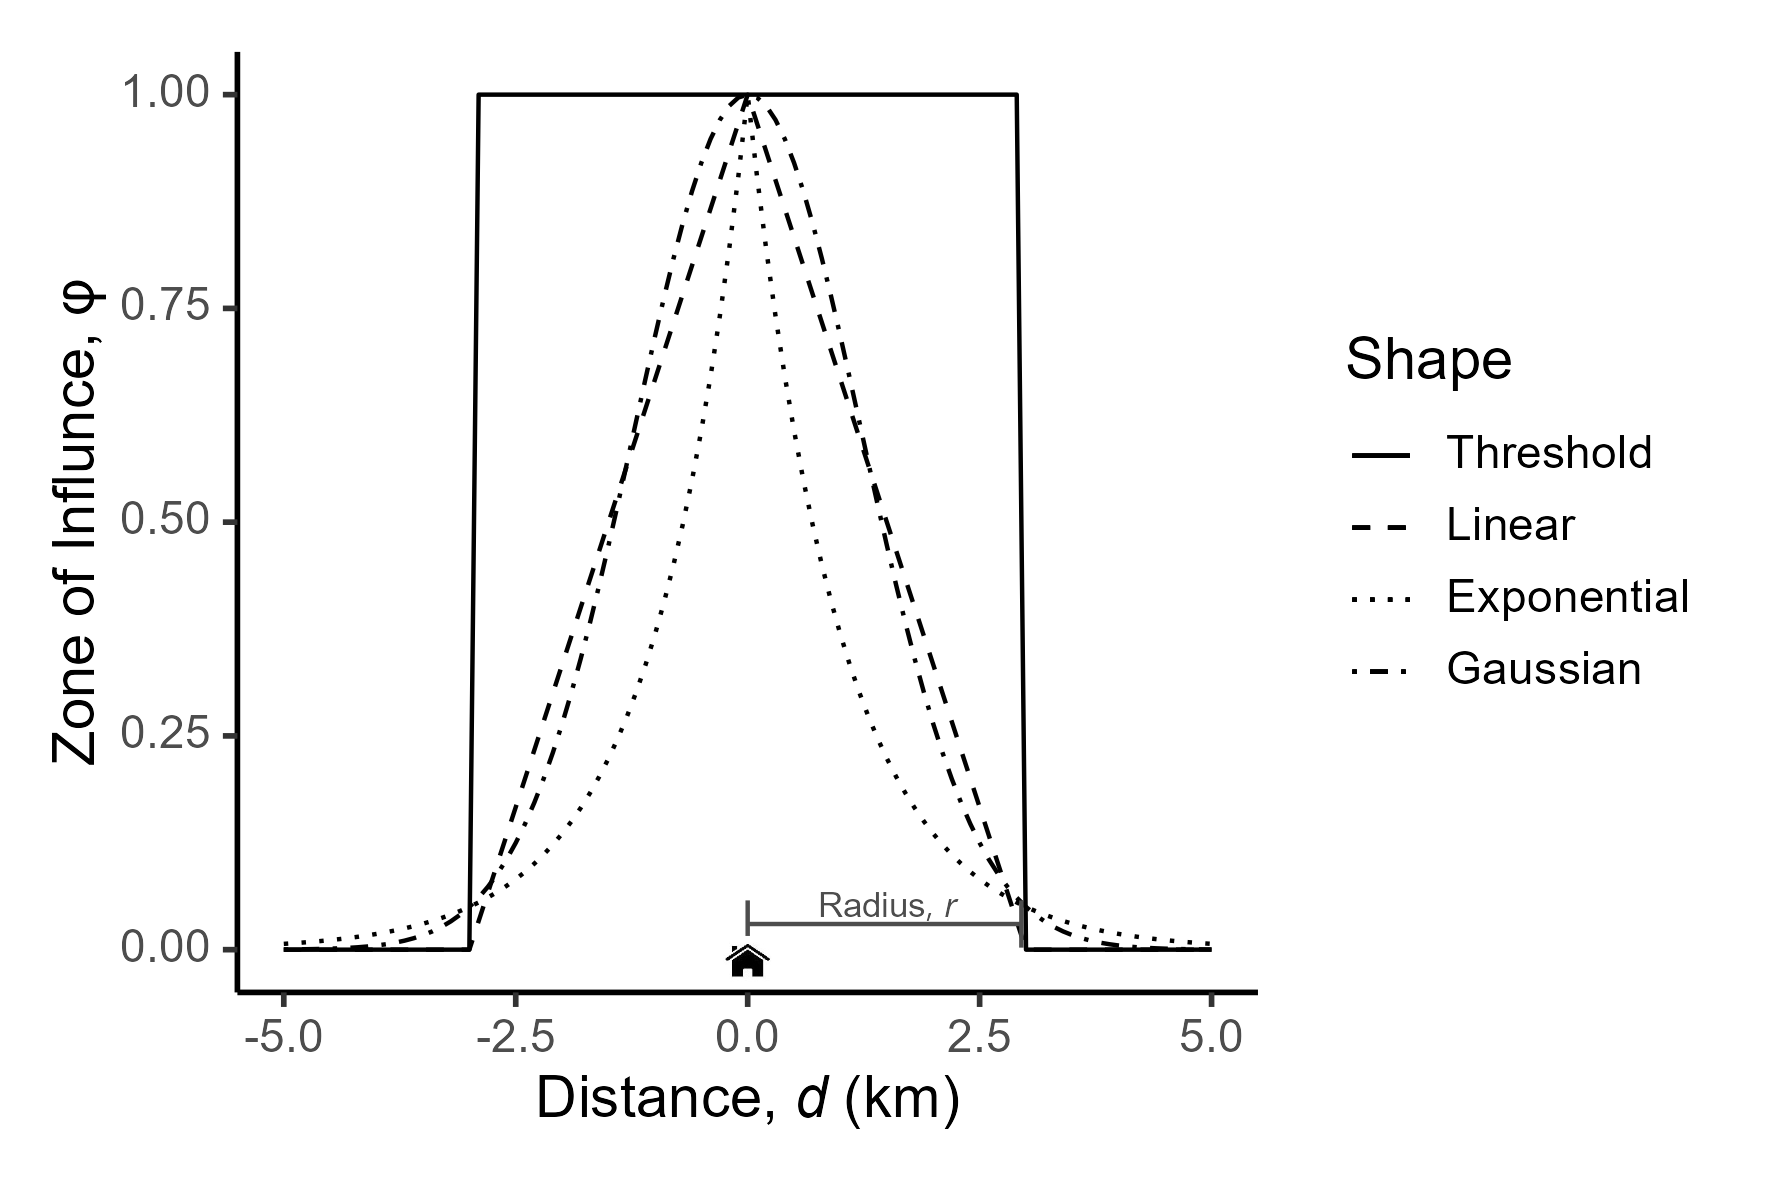 Zone of Influnce, φ
1.00
0.75
0.50
0.25
0.00
Radius, r
-5.0 -2.5 0.0 2.5 5.0
Distance, d (km)
Shape
Threshold
Linear
Exponential
Gaussian